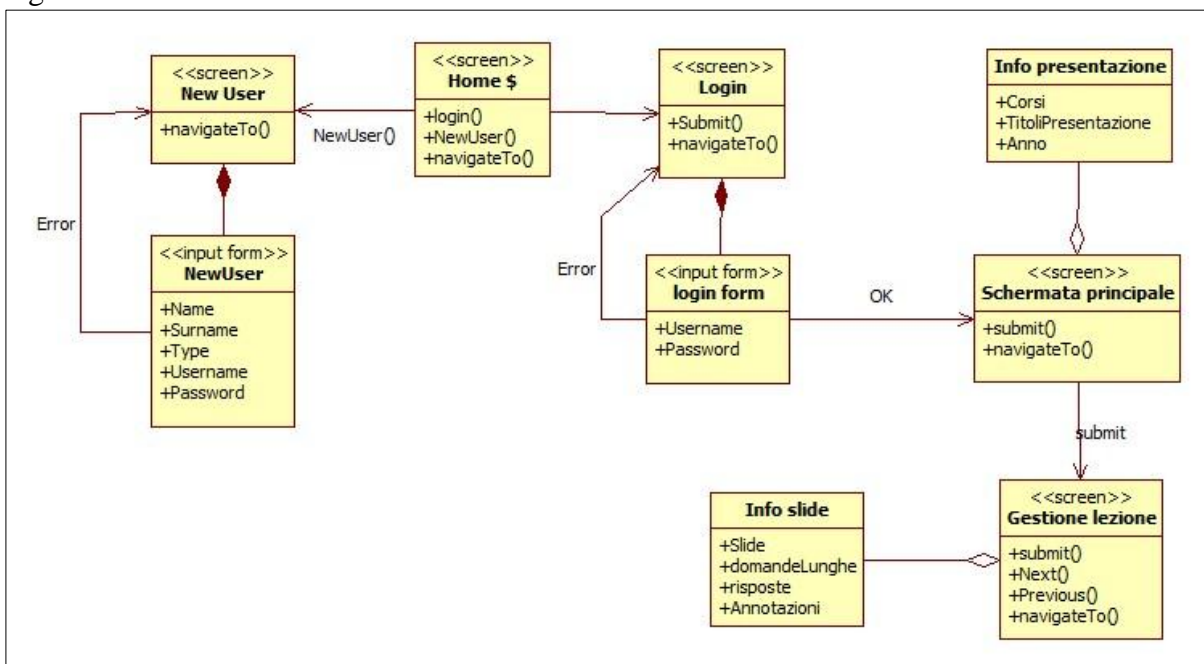 <<screen>>
New User
+navigateTo()
<<screen>>
Home $
+login()
+NewUser()
+navigateTo()
<<screen>>
Login
+Submit()
+navigateTo()
Info presentazione
+Corsi
+TitoliPresentazione
+Anno
NewUser()
Error
<<input form>>
NewUser
+Name
+Surname
+Type
+Username
+Password
Error
<<input form>>
login form
+Username
+Password
OK
<<screen>>
Schermata principale
+submit()
+navigateTo()
submit
Info slide
+Slide
+domandeLunghe
+risposte
+Annotazioni
<<screen>>
Gestione lezione
+submit()
+Next()
+Previous()
+navigateTo()